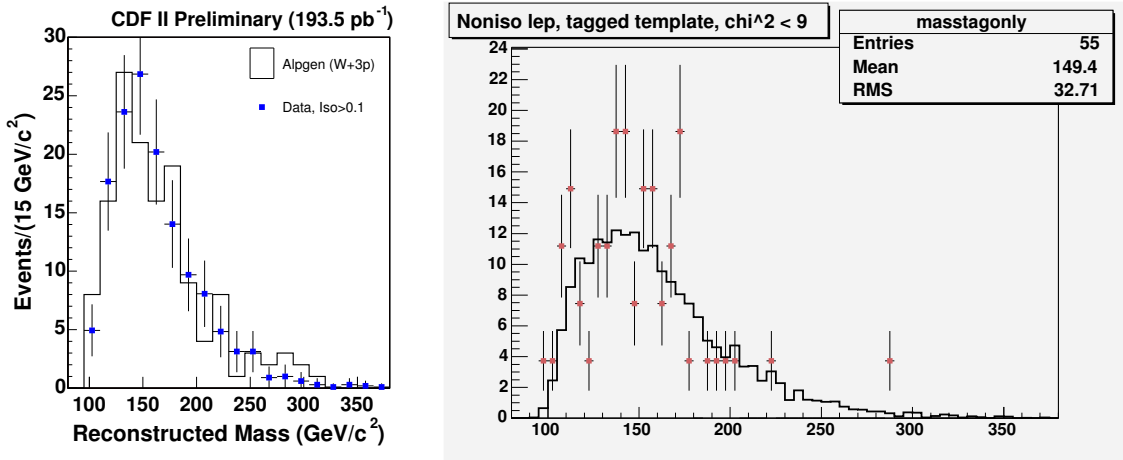 CDF II Preliminary (193.5 pb⁻¹)
Events/(15 GeV/c²)
30
25
20
15
10
5
0
Alpgen (W+3p)
Data, Iso>0.1
100 150 200 250 300 350
Reconstructed Mass (GeV/c²)
Noniso lep, tagged template, chi^2 < 9
masstagonly
Entries 55
Mean 149.4
RMS 32.71
24
22
20
18
16
14
12
10
8
6
4
2
0
100 150 200 250 300 350